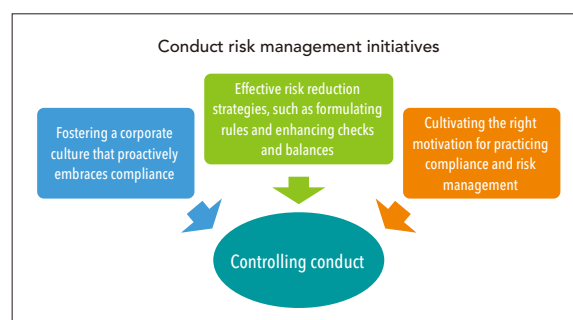 Conduct risk management initiatives
Effective risk reduction
strategies, such as formulating
rules and enhancing checks
and balances
Fostering a corporate
culture that proactively
embraces compliance
Cultivating the right
motivation for practicing
compliance and risk
management
Controlling conduct